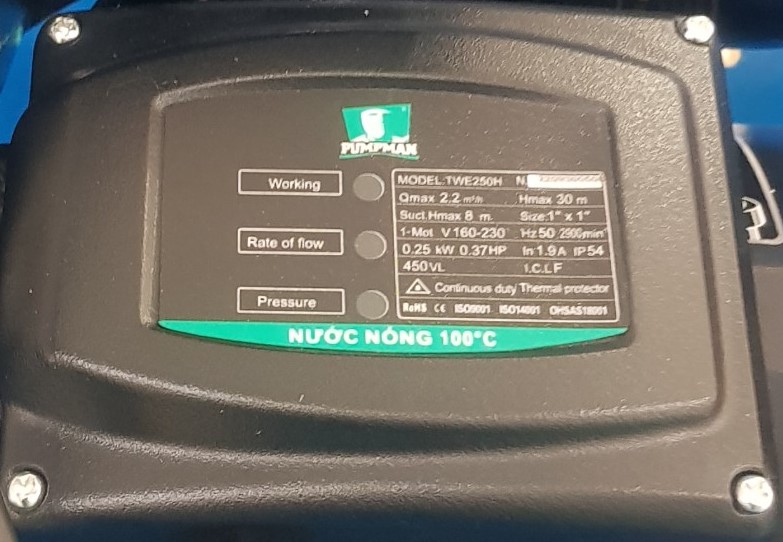 PUMPMAN
Working
Rate of flow
Pressure
MODEL:TWE250H N.
Qmax 2.2 m³/h Hmax 30 m
Suct.Hmax 8 m. Size:1" x 1"
1-Mot V 160-230 Hz 50 2900min⁻¹
0.25 kW 0.37HP In 1.9A IP 54
450VL I.C.L F
Continuous duty Thermal protector
RoHS CE ISO9001 ISO14001 OHSAS18001
NƯỚC NÓNG 100°C